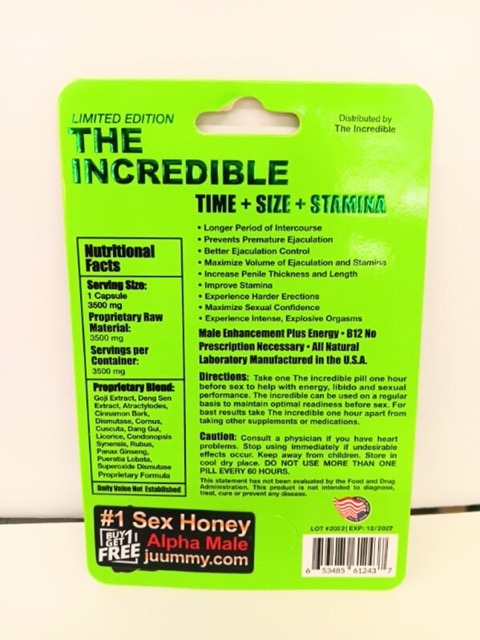 LIMITED EDITION
THE
INCREDIBLE
Distributed by
The Incredible
TIME + SIZE + STAMINA
• Longer Period of Intercourse
• Prevents Premature Ejaculation
• Better Ejaculation Control
• Maximize Volume of Ejaculation and Stamina
• Increase Penile Thickness and Length
• Improve Stamina
• Experience Harder Erections
• Maximize Sexual Confidence
• Experience Intense, Explosive Orgasms
Male Enhancement Plus Energy • B12 No
Prescription Necessary • All Natural
Laboratory Manufactured in the U.S.A.
Directions: Take one The incredible pill one hour
before sex to help with energy, libido and sexual
performance. The incredible can be used on a regular
basis to maintain optimal readiness before sex. For
bast results take The incredible one hour apart from
taking other supplements or medications.
Caution: Consult a physician if you have heart
problems. Stop using immediately if undesirable
effects occur. Keep away from children. Store in
cool dry place. DO NOT USE MORE THAN ONE
PILL EVERY 60 HOURS.
This statement has not been evaluated by the Food and Drug
Administration. This product is not intended to diagnose,
treat, cure or prevent any disease.
Nutritional
Facts
Serving Size:
1 Capsule
3500 mg
Proprietary Raw
Material:
3500 mg
Servings per
Container:
3500 mg
Proprietary Blend:
Goji Extract, Deng Sen
Extract, Atractylodes,
Cinnamon Bark,
Dismutase, Cornus,
Cuscuta, Dang Gui,
Licorice, Condonopsis
Synensis, Rubus,
Panax Ginseng,
Pueratia Lobata,
Superoxide Dismutase
Proprietary Formula
Daily Value Not Established
#1 Sex Honey
BUY 1
GET 1
FREE
Alpha Male
juummy.com
LOT #2022 | EXP: 12/2027
6 53485 61243 7